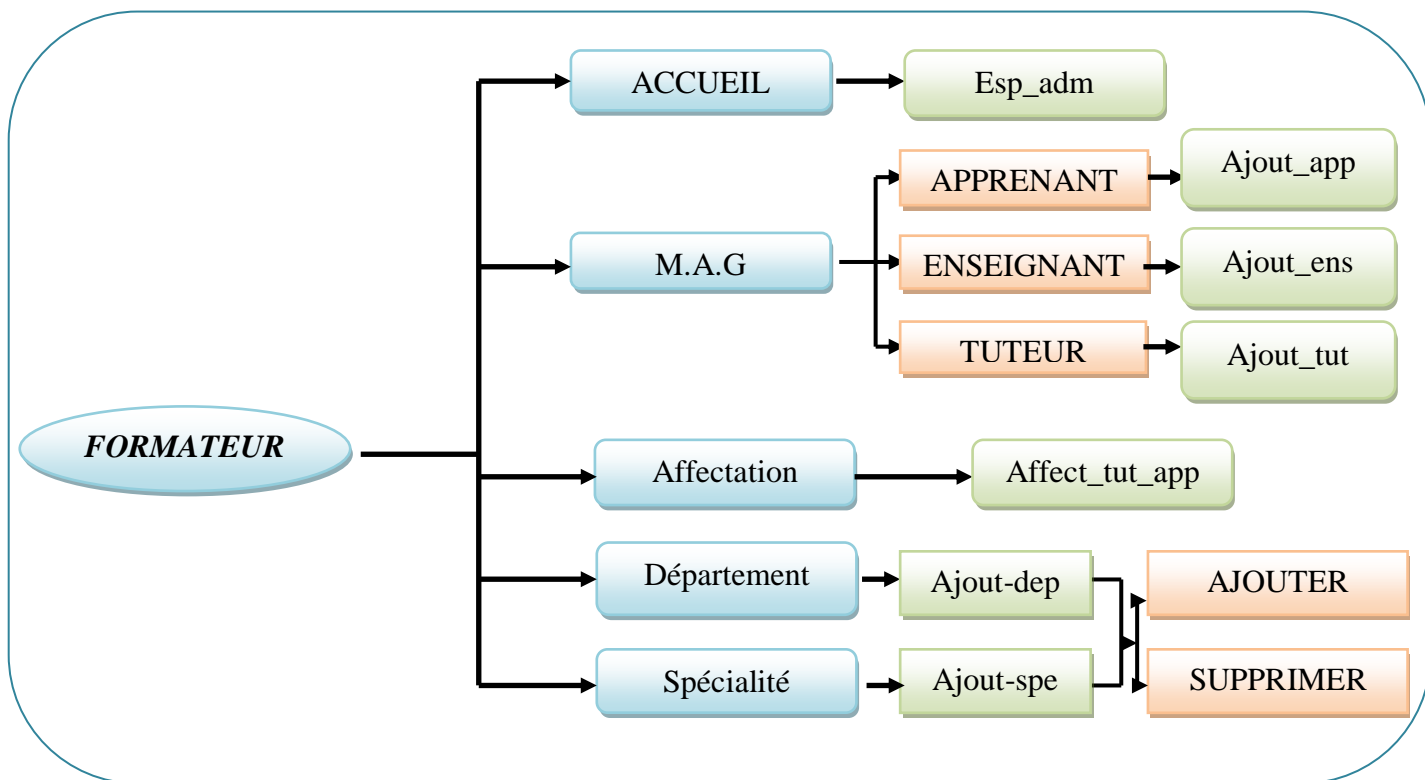 ACCUEIL
Esp_adm
APPRENANT
Ajout_app
M.A.G
ENSEIGNANT
Ajout_ens
TUTEUR
Ajout_tut
FORMATEUR
Affectation
Affect_tut_app
Département
Ajout-dep
AJOUTER
Spécialité
Ajout-spe
SUPPRIMER